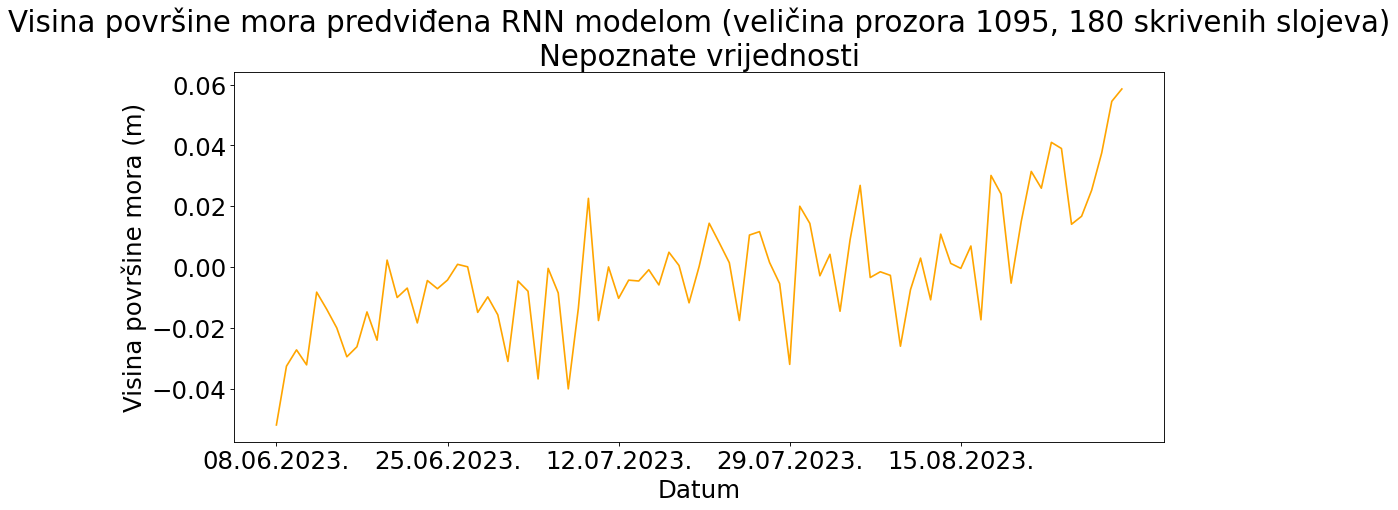 Visina površine mora predviđena RNN modelom (veličina prozora 1095, 180 skrivenih slojeva)
Nepoznate vrijednosti
Visina površine mora (m)
0.06
0.04
0.02
0.00
−0.02
−0.04
08.06.2023.
25.06.2023.
12.07.2023.
29.07.2023.
15.08.2023.
Datum